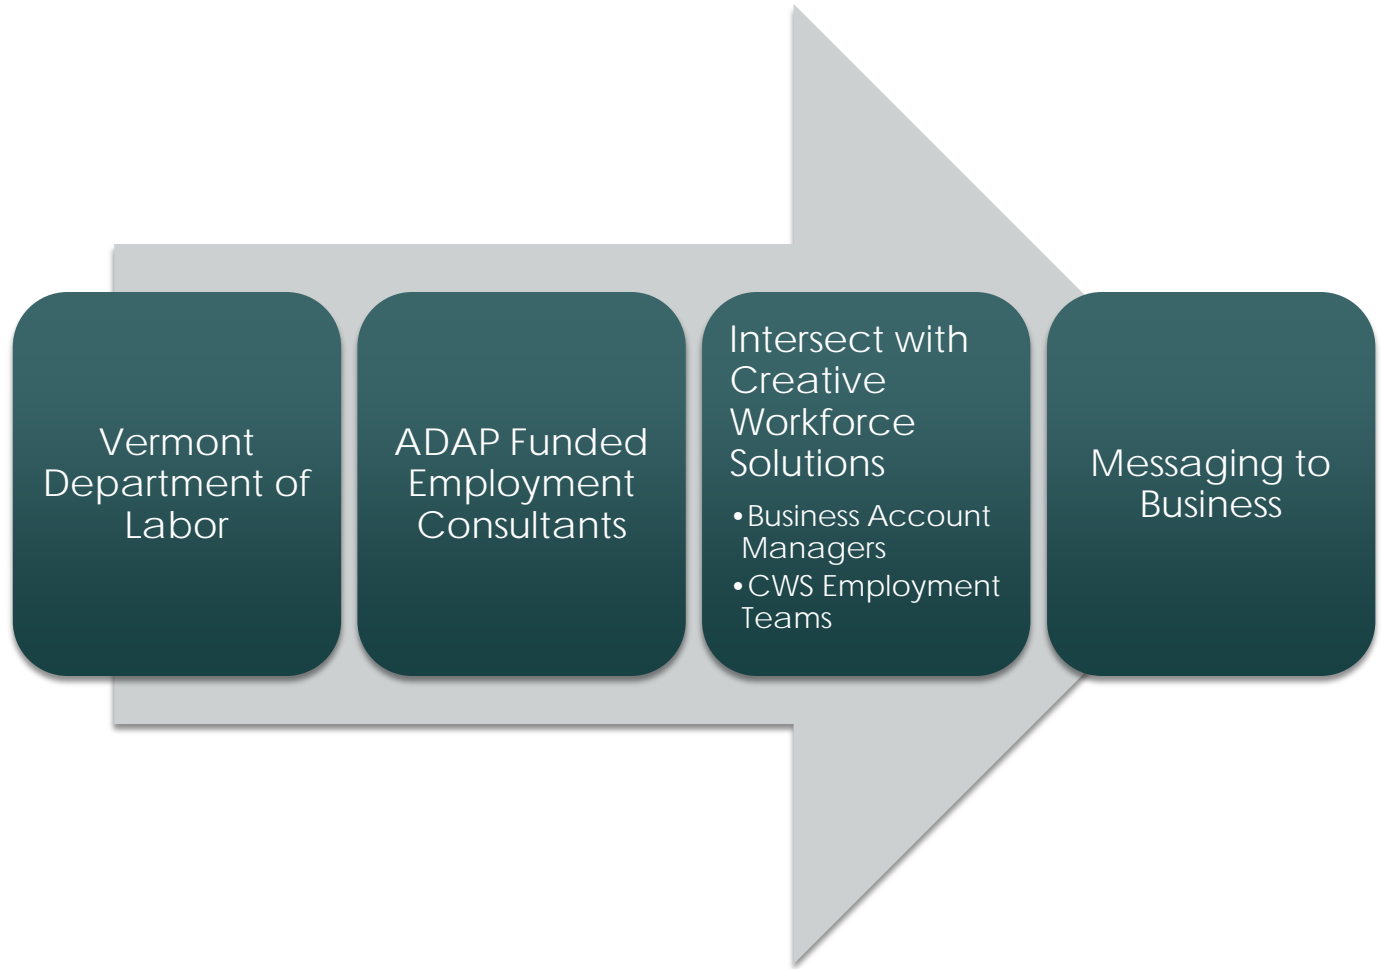 Vermont
Department of
Labor
ADAP Funded
Employment
Consultants
Intersect with
Creative
Workforce
Solutions
•Business Account
Managers
•CWS Employment
Teams
Messaging to
Business